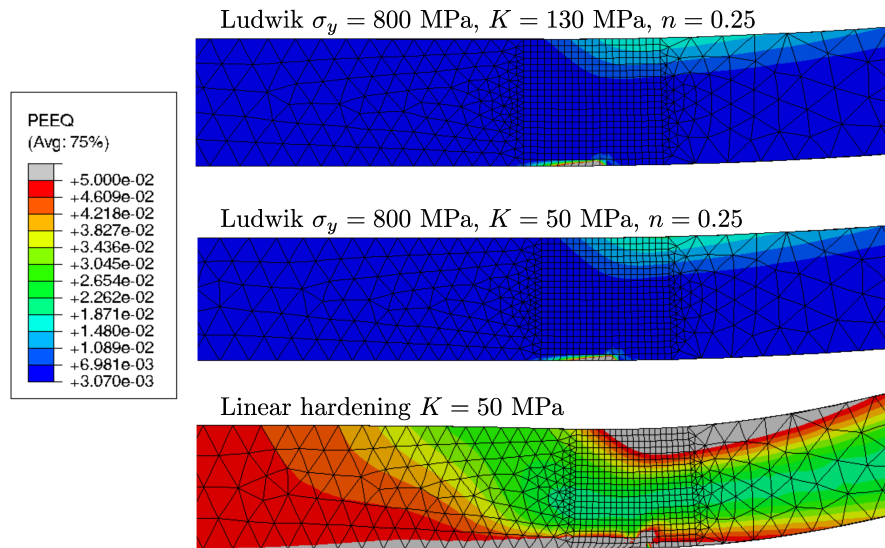 Ludwik σ_y = 800 MPa, K = 130 MPa, n = 0.25
PEEQ
(Avg: 75%)
+5.000e-02
+4.609e-02
+4.218e-02
+3.827e-02
+3.436e-02
+3.045e-02
+2.654e-02
+2.262e-02
+1.871e-02
+1.480e-02
+1.089e-02
+6.981e-03
+3.070e-03
Ludwik σ_y = 800 MPa, K = 50 MPa, n = 0.25
Linear hardening K = 50 MPa